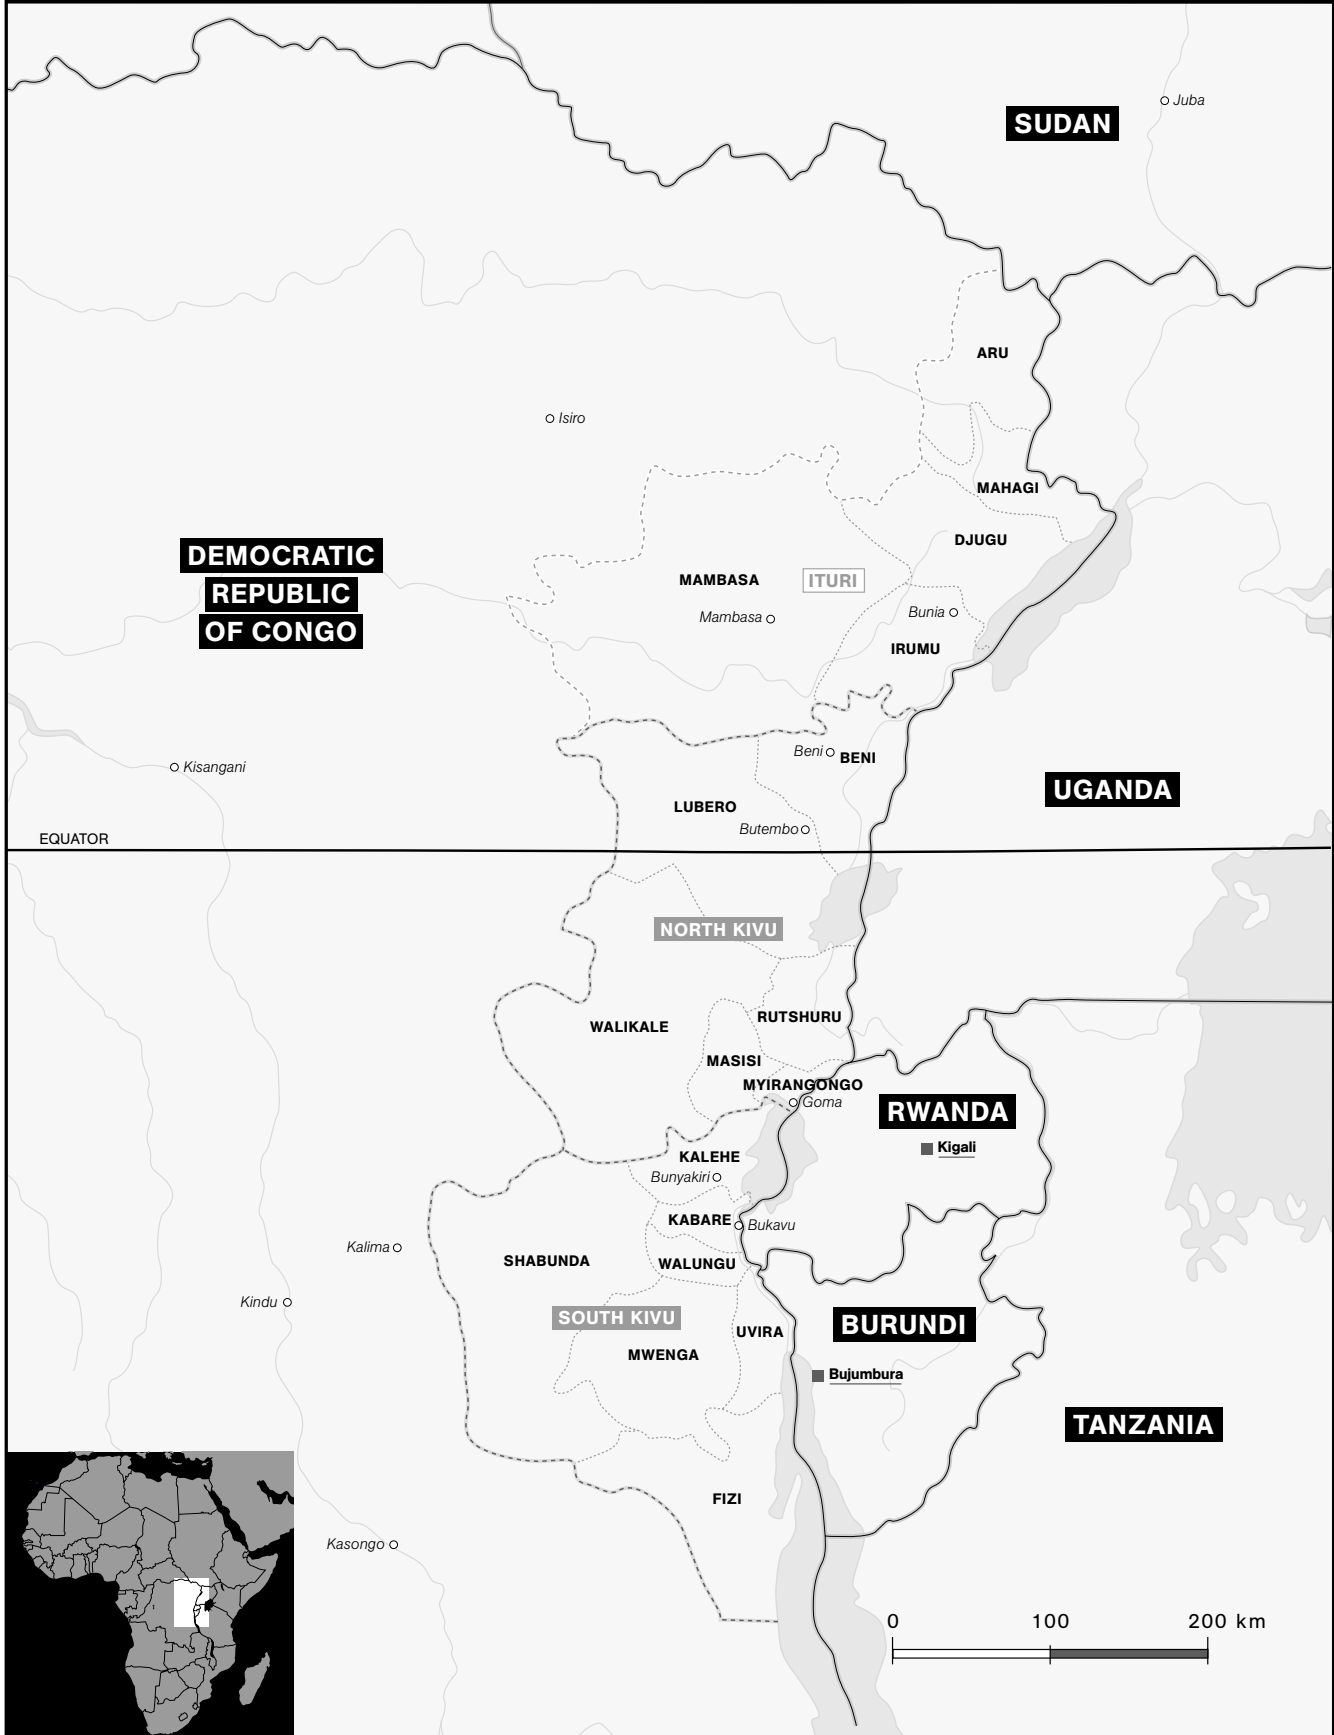 Juba
SUDAN
ARU
Isiro
MAHAGI
DJUGU
DEMOCRATIC
REPUBLIC
OF CONGO
MAMBASA
ITURI
Mambasa
Bunia
IRUMU
Beni
BENI
Kisangani
UGANDA
LUBERO
Butembo
EQUATOR
NORTH KIVU
RUTSHURU
WALIKALE
MASISI
MYIRANGONGO
Goma
RWANDA
Kigali
KALEHE
Bunyakiri
KABARE
Bukavu
Kalima
SHABUNDA
WALUNGU
Kindu
SOUTH KIVU
BURUNDI
UVIRA
MWENGA
Bujumbura
TANZANIA
FIZI
Kasongo
0 100 200 km